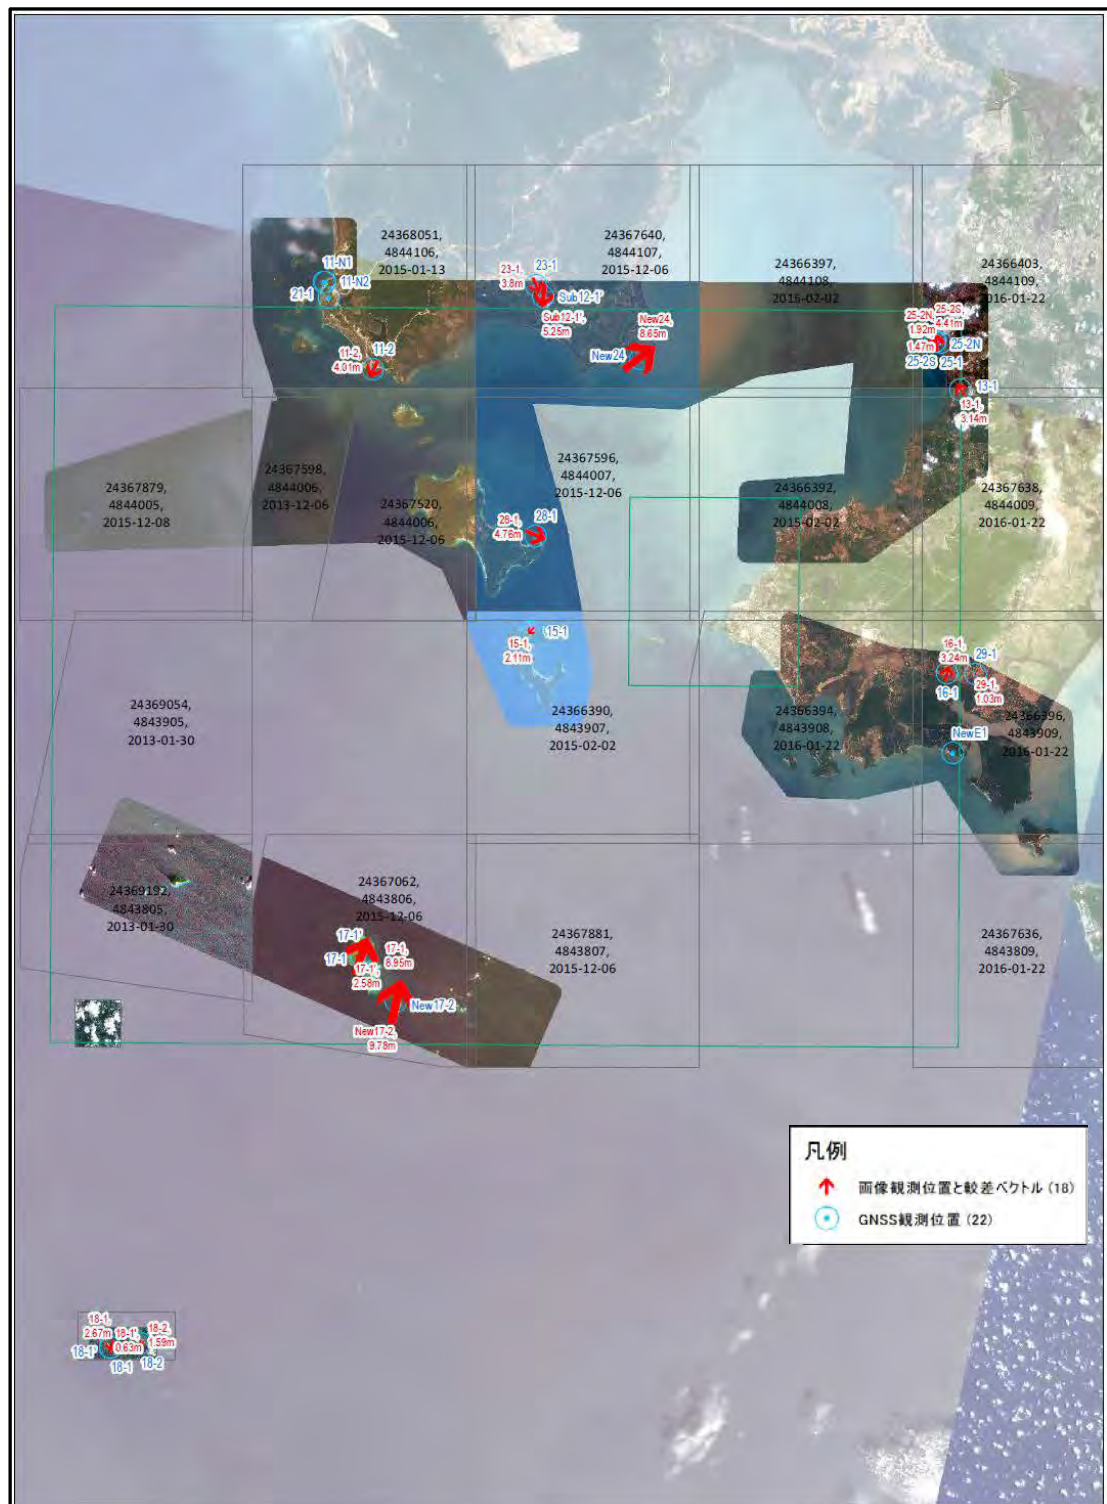 24368051,
4844106,
2015-01-13
24367640,
4844107,
2015-12-06
24366397,
4844108,
2016-02-02
24366403,
4844109,
2016-01-22
11-N1
11-N2
21-1
11-2,
4.01m
11-2
23-1,
3.8m
23-1
Sub12-1'
Sub12-1',
5.25m
New24,
8.65m
New24
25-2N,
1.92m
25-2S,
4.41m
1.47m
25-2N
25-2S
25-1
13-1
13-1,
3.14m
24367879,
4844005,
2015-12-08
24367598,
4844006,
2013-12-06
24367520,
4844006,
2015-12-06
24367596,
4844007,
2015-12-06
24366392,
4844008,
2015-02-02
24367638,
4844009,
2016-01-22
28-1,
4.76m
28-1
15-1
15-1,
2.11m
16-1,
3.24m
29-1
16-1
29-1,
1.03m
24369054,
4843905,
2013-01-30
24366390,
4843907,
2015-02-02
24366394,
4843908,
2016-01-22
24366396,
4843909,
2016-01-22
NewE1
24369192,
4843805,
2013-01-30
24367062,
4843806,
2015-12-06
24367881,
4843807,
2015-12-06
24367636,
4843809,
2016-01-22
17-1'
17-1
17-1,
8.95m
17-1',
2.58m
New17-2
New17-2,
9.78m
凡例
画像観測位置と較差ベクトル (18)
GNSS観測位置 (22)
18-1,
2.67m
18-1',
0.63m
18-2,
1.59m
18-1'
18-1
18-2